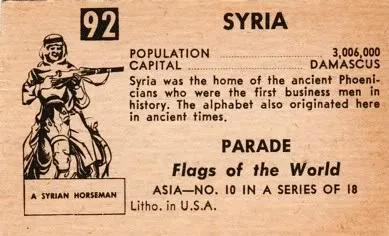 92
SYRIA
POPULATION 3,006,000
CAPITAL DAMASCUS
Syria was the home of the ancient Phoeni-
cians who were the first business men in
history. The alphabet also originated here
in ancient times.
A SYRIAN HORSEMAN
PARADE
Flags of the World
ASIA—NO. 10 IN A SERIES OF 18
Litho. in U.S.A.